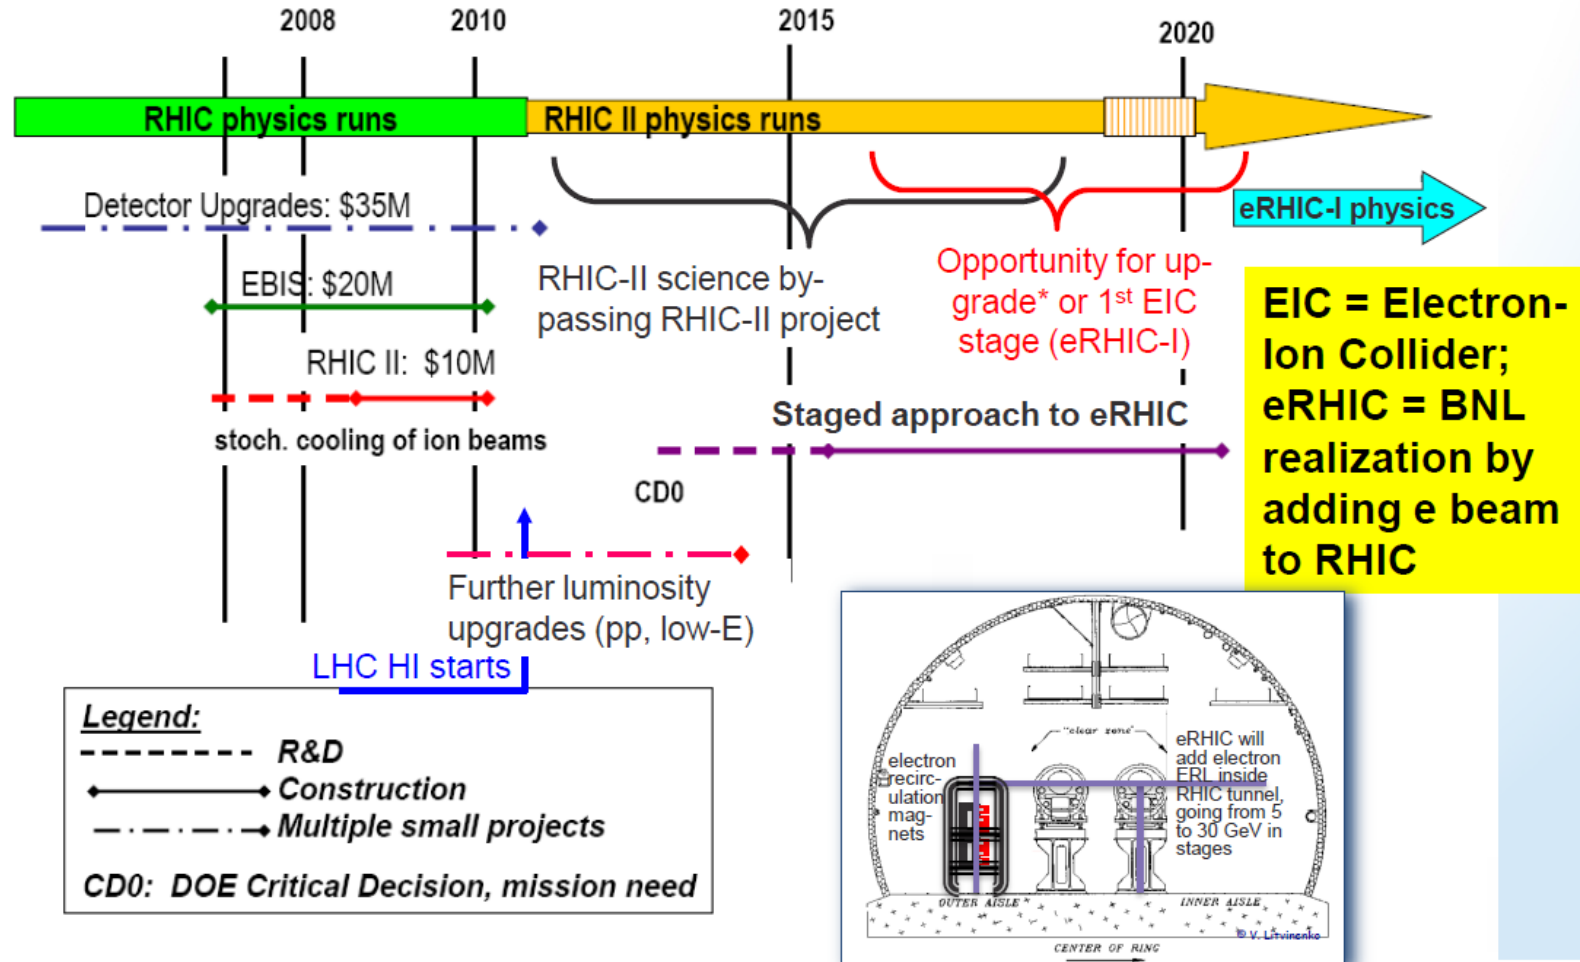 2008
2010
2015
2020
RHIC physics runs
RHIC II physics runs
Detector Upgrades: $35M
eRHIC-I physics
EBIS: $20M
RHIC-II science by-
passing RHIC-II project
Opportunity for up-
grade* or 1st EIC
stage (eRHIC-I)
EIC = Electron-
Ion Collider;
eRHIC = BNL
realization by
adding e beam
to RHIC
RHIC II: $10M
stoch. cooling of ion beams
Staged approach to eRHIC
CD0
Further luminosity
upgrades (pp, low-E)
LHC HI starts
Legend:
R&D
Construction
Multiple small projects
CD0: DOE Critical Decision, mission need
"clear zone"
electron
recirc-
ulation
mag-
nets
eRHIC will
add electron
ERL inside
RHIC tunnel,
going from 5
to 30 GeV in
stages
OUTER AISLE
INNER AISLE
© V. Litvinenko
CENTER OF RING